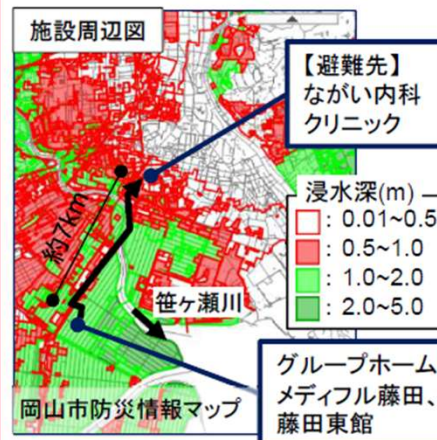 施設周辺図
【避難先】
ながい内科
クリニック
浸水深(m)
: 0.01~0.5
: 0.5~1.0
: 1.0~2.0
: 2.0~5.0
約7km
笹ヶ瀬川
グループホーム
メディフル藤田、
藤田東館
岡山市防災情報マップ